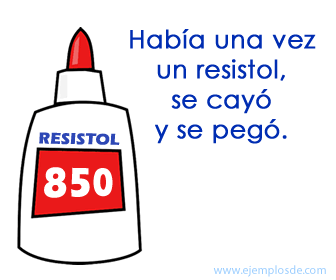 Había una vez
un resistol,
se cayó
y se pegó.
RESISTOL
850
www.ejemplosde.com